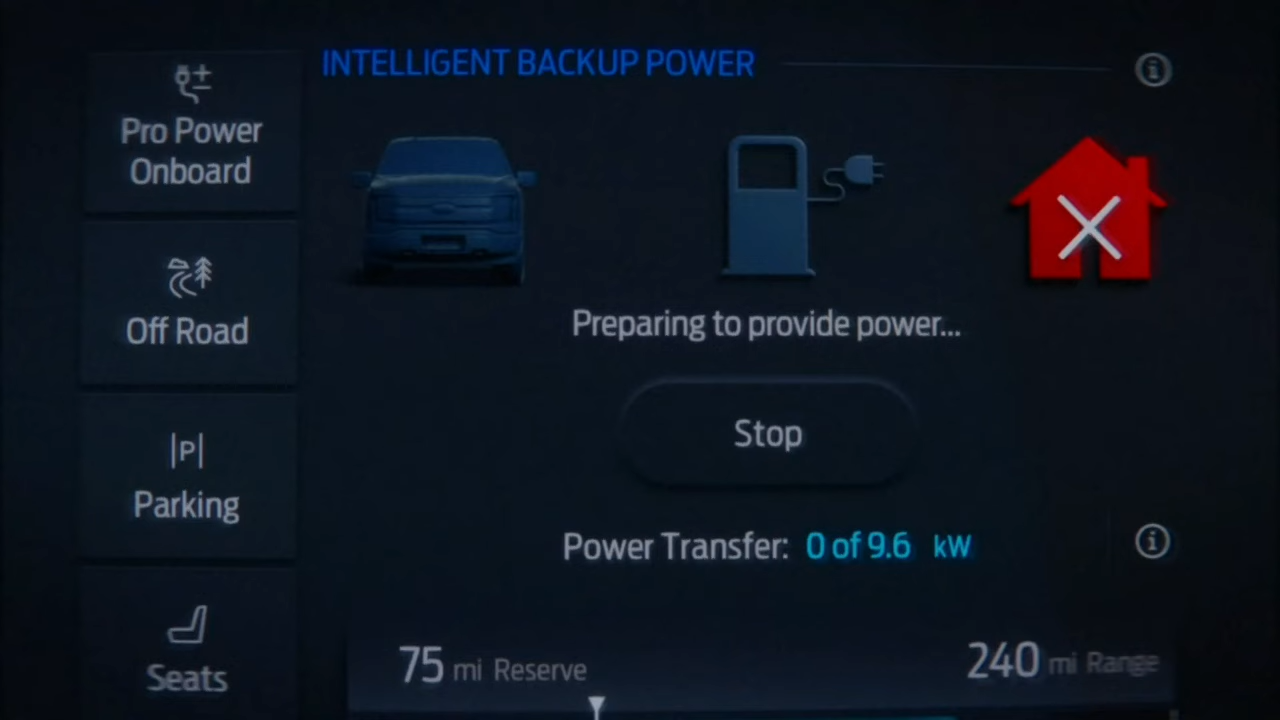 INTELLIGENT BACKUP POWER
Pro Power
Onboard
Off Road
Preparing to provide power...
Stop
|P|
Parking
Power Transfer: 0 of 9.6 kW
Seats
75 mi Reserve
240 mi Range